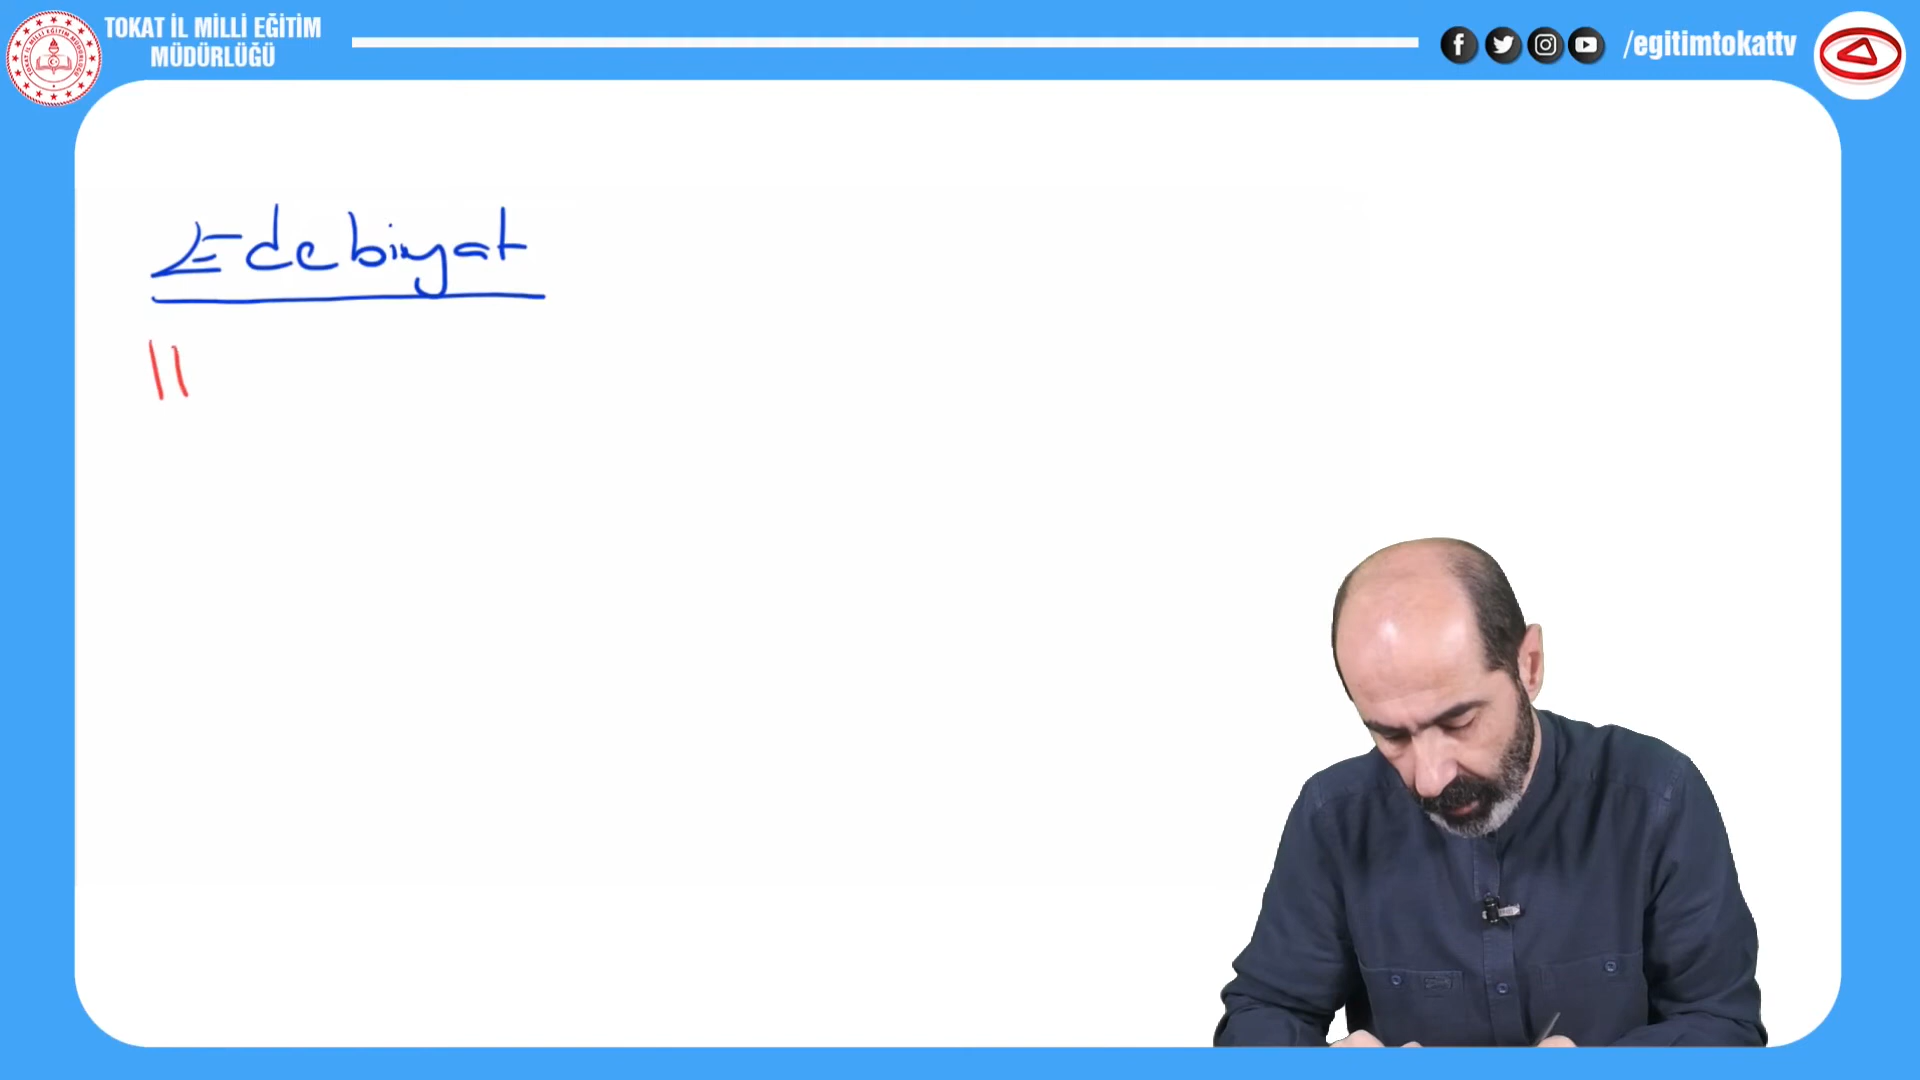 TOKAT İL MİLLİ EĞİTİM
MÜDÜRLÜĞÜ
/egitimtokattv
Edebiyat
11